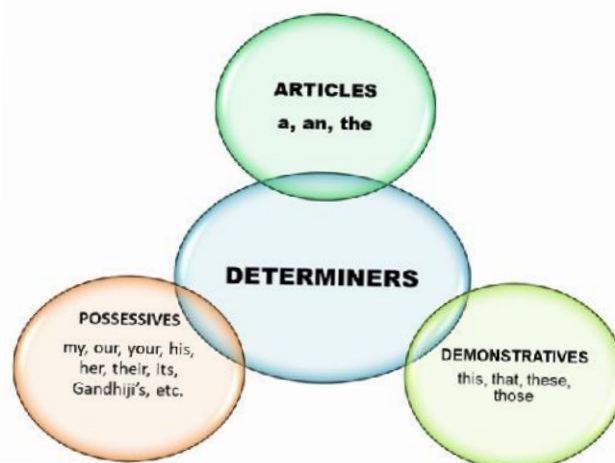 ARTICLES
a, an, the
DETERMINERS
POSSESSIVES
my, our, your, his,
her, their, its,
Gandhiji's, etc.
DEMONSTRATIVES
this, that, these,
those